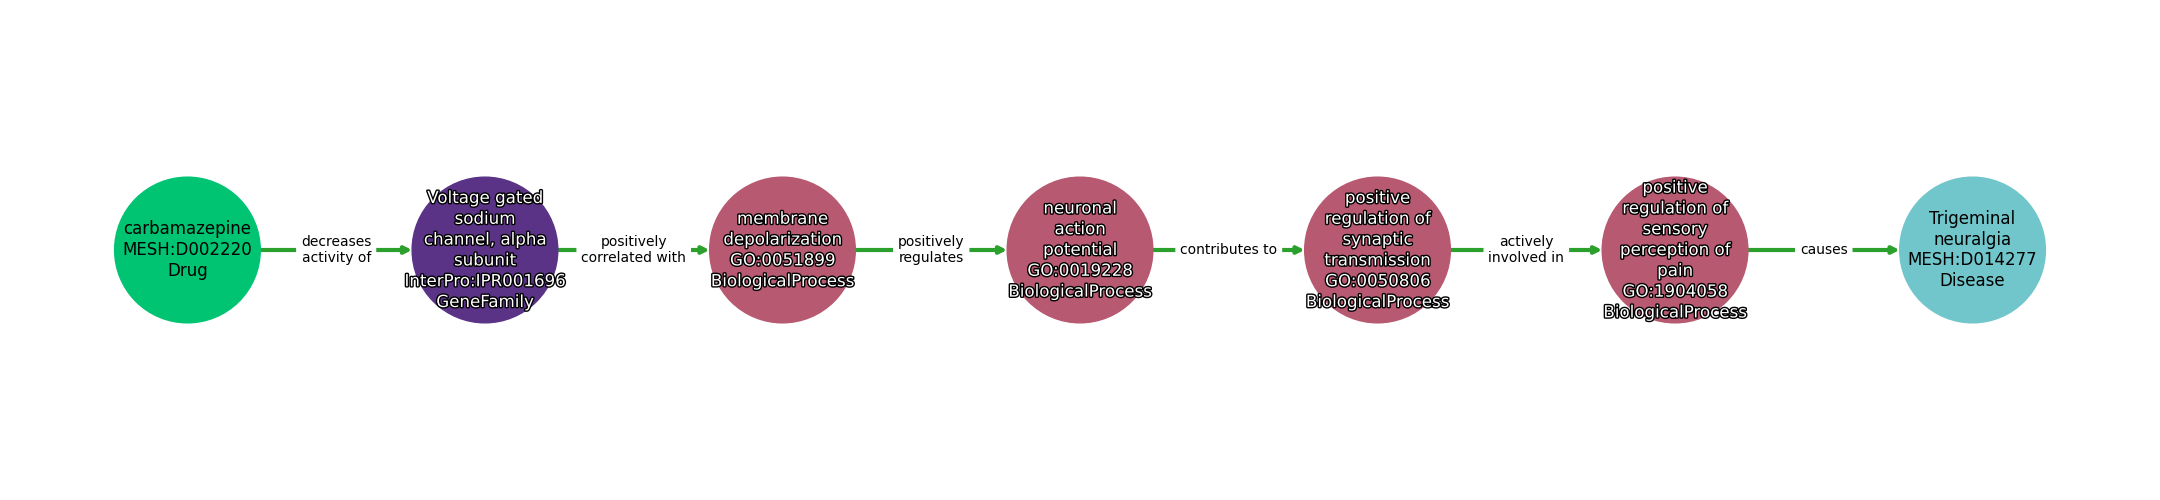 carbamazepine
MESH:D002220
Drug
decreases
activity of
Voltage gated
sodium
channel, alpha
subunit
InterPro:IPR001696
GeneFamily
positively
correlated with
membrane
depolarization
GO:0051899
BiologicalProcess
positively
regulates
neuronal
action
potential
GO:0019228
BiologicalProcess
contributes to
positive
regulation of
synaptic
transmission
GO:0050806
BiologicalProcess
actively
involved in
positive
regulation of
sensory
perception of
pain
GO:1904058
BiologicalProcess
causes
Trigeminal
neuralgia
MESH:D014277
Disease